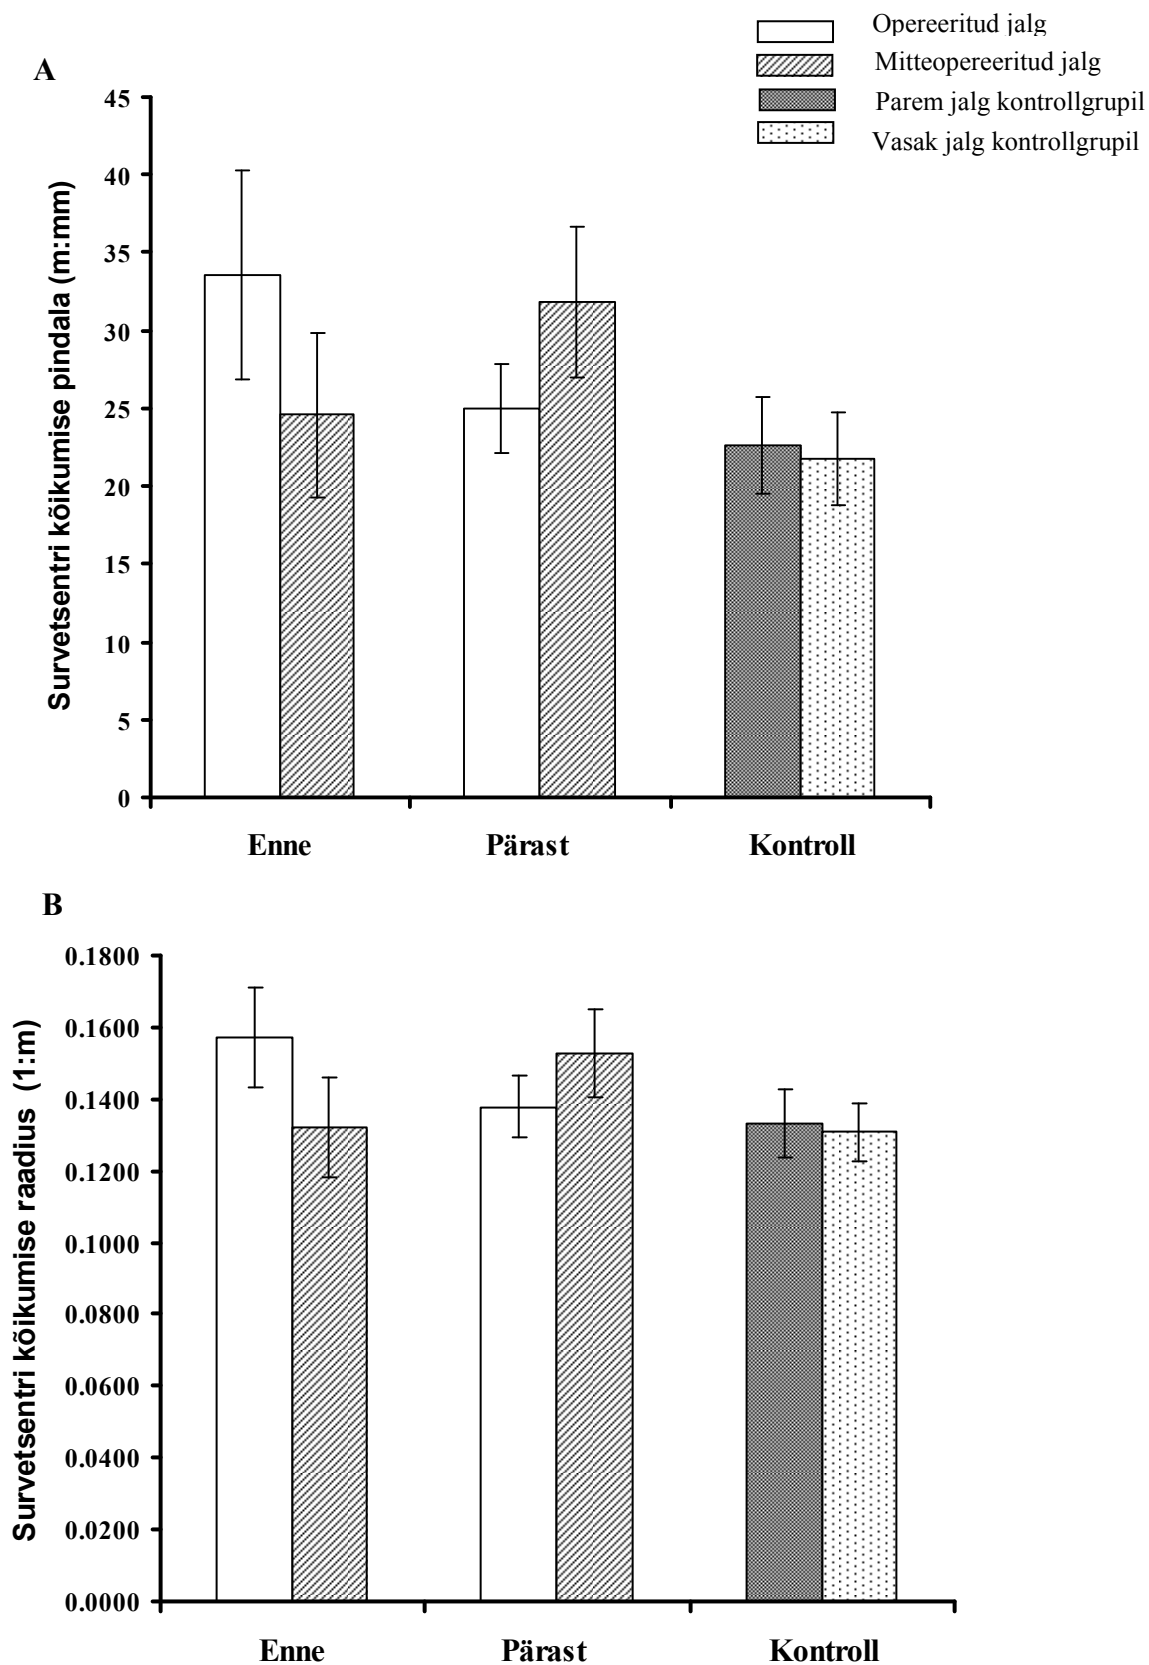 Opereeritud jalg
Mitteopereeritud jalg
Parem jalg kontrollgrupil
Vasak jalg kontrollgrupil
A
Survetsentri kõikumise pindala (m:mm)
45
40
35
30
25
20
15
10
5
0
Enne Pärast Kontroll
B
Survetsentri kõikumise raadius (1:m)
0.1800
0.1600
0.1400
0.1200
0.1000
0.0800
0.0600
0.0400
0.0200
0.0000
Enne Pärast Kontroll